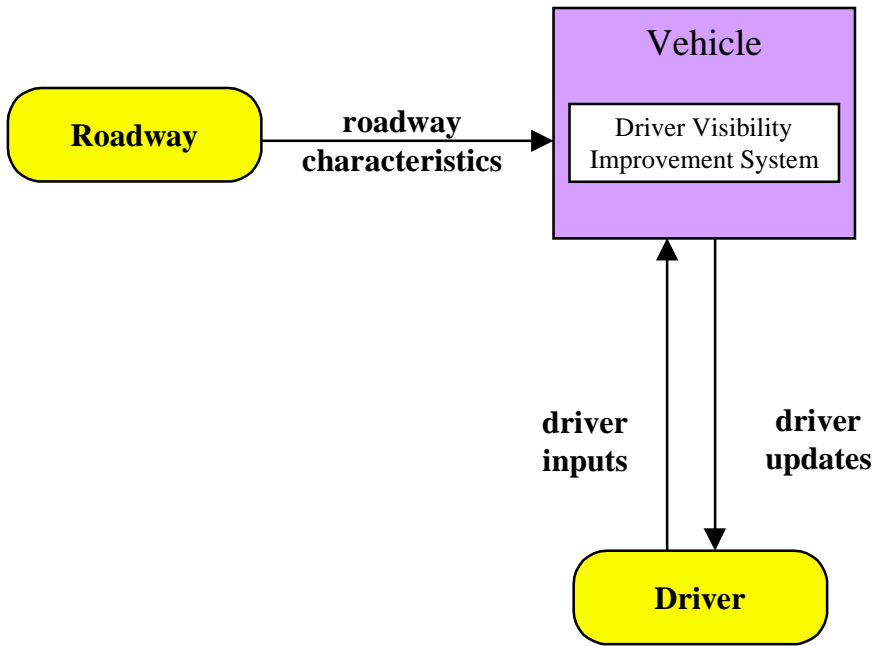 Vehicle
Roadway
roadway
characteristics
Driver Visibility
Improvement System
driver
inputs
driver
updates
Driver